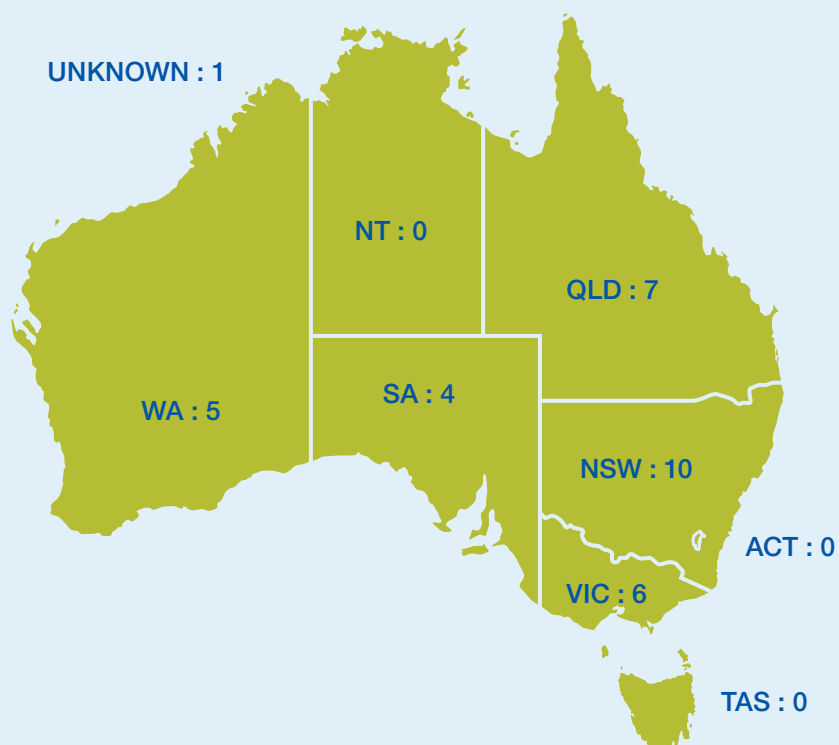 UNKNOWN : 1
NT : 0
QLD : 7
SA : 4
WA : 5
NSW : 10
ACT : 0
VIC : 6
TAS : 0